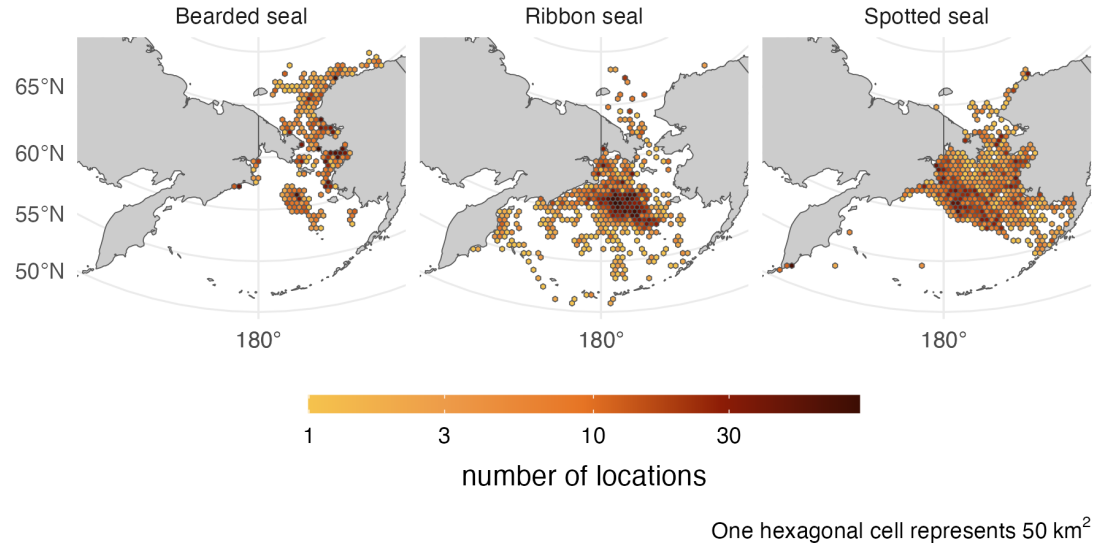 Bearded seal
Ribbon seal
Spotted seal
65°N
60°N
55°N
50°N
180°
180°
180°
1
3
10
30
number of locations
One hexagonal cell represents 50 km²